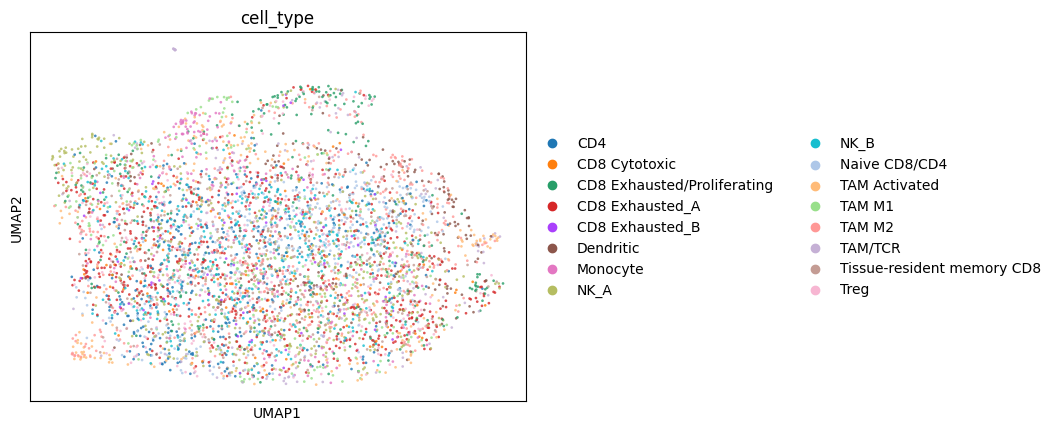 cell_type
UMAP2
UMAP1
CD4
CD8 Cytotoxic
CD8 Exhausted/Proliferating
CD8 Exhausted_A
CD8 Exhausted_B
Dendritic
Monocyte
NK_A
NK_B
Naive CD8/CD4
TAM Activated
TAM M1
TAM M2
TAM/TCR
Tissue-resident memory CD8
Treg